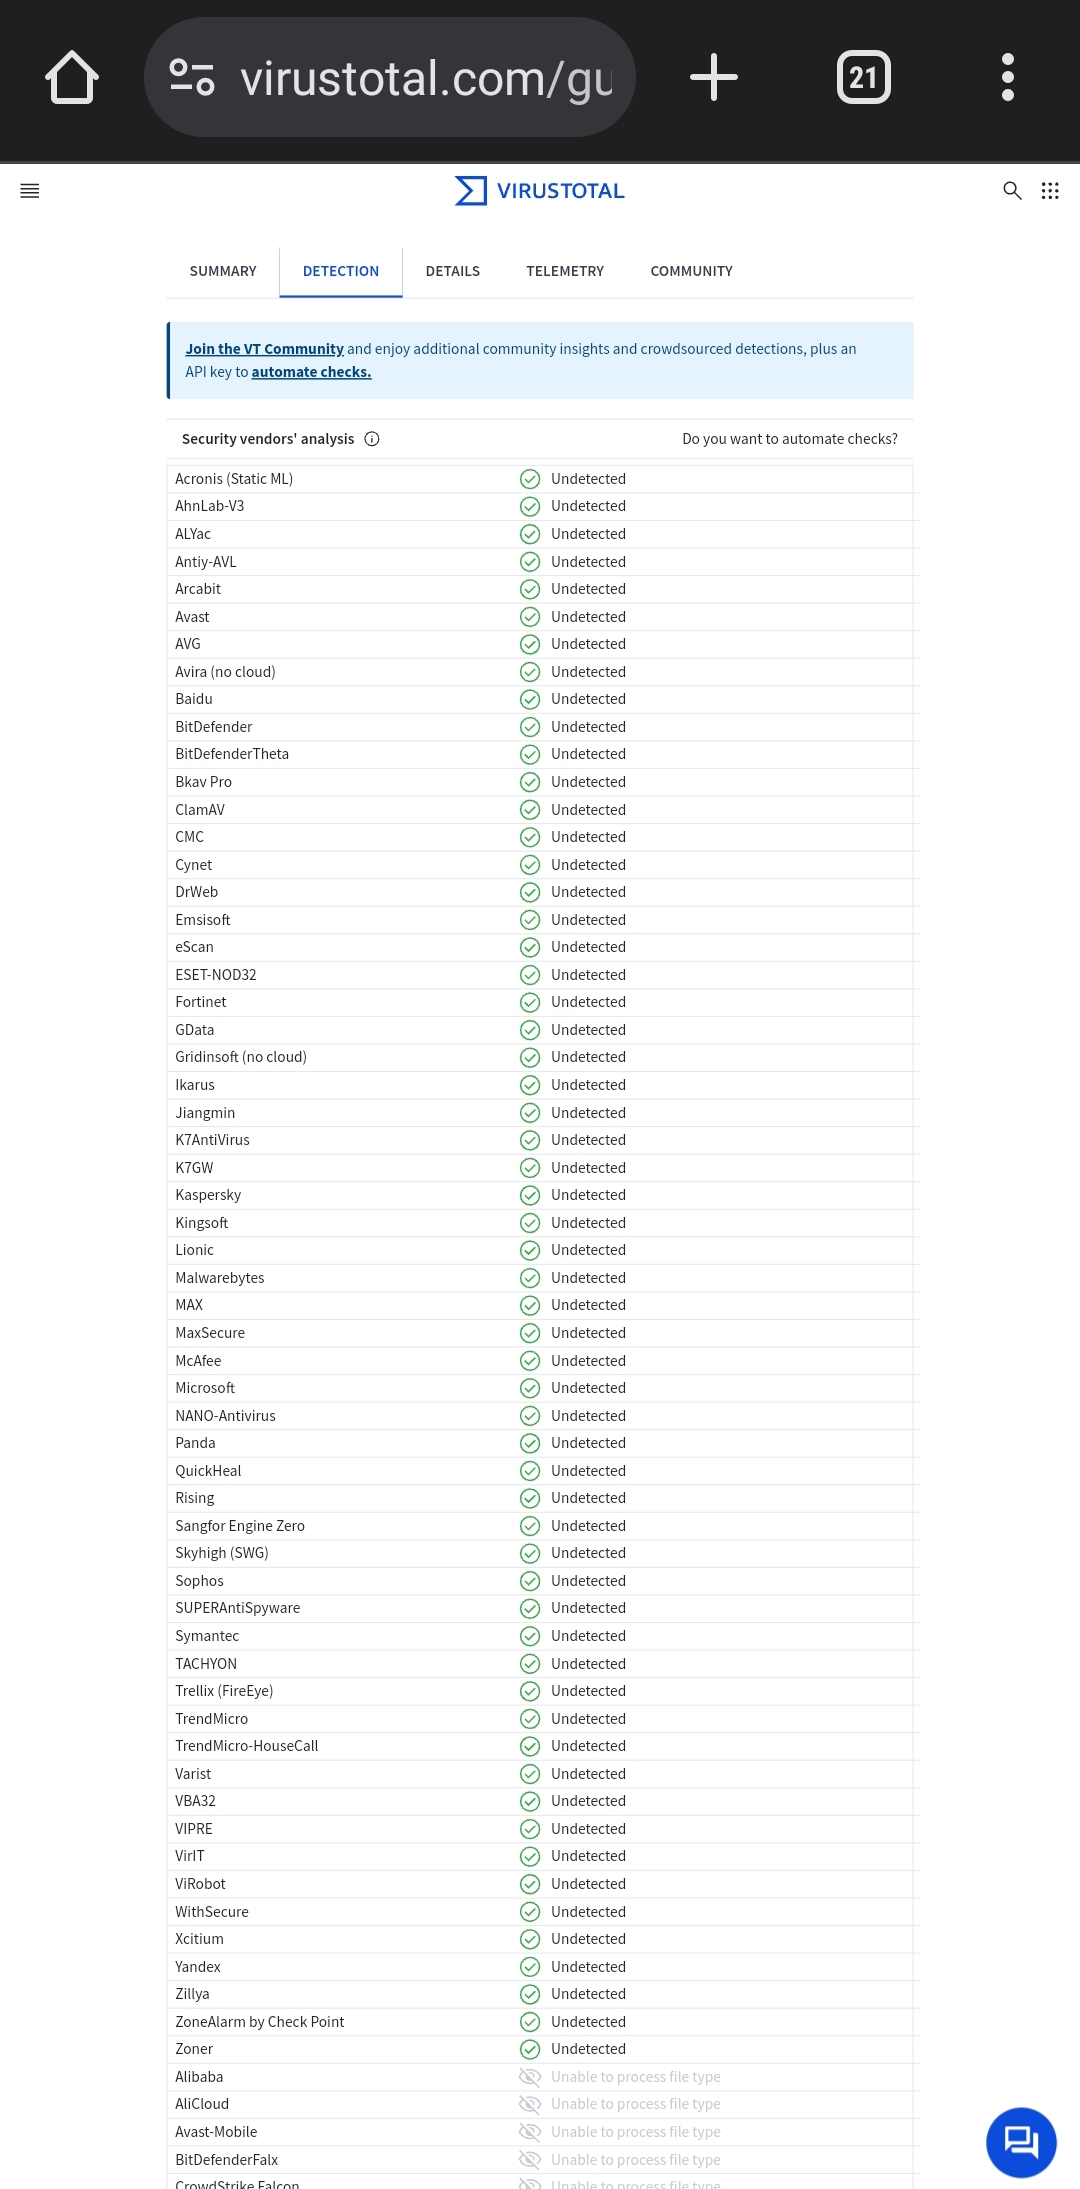 virustotal.com/gu
21
VIRUSTOTAL
SUMMARY DETECTION DETAILS TELEMETRY COMMUNITY
Join the VT Community and enjoy additional community insights and crowdsourced detections, plus an
API key to automate checks.
Security vendors' analysis Do you want to automate checks?
Acronis (Static ML) Undetected
AhnLab-V3 Undetected
ALYac Undetected
Antiy-AVL Undetected
Arcabit Undetected
Avast Undetected
AVG Undetected
Avira (no cloud) Undetected
Baidu Undetected
BitDefender Undetected
BitDefenderTheta Undetected
Bkav Pro Undetected
ClamAV Undetected
CMC Undetected
Cynet Undetected
DrWeb Undetected
Emsisoft Undetected
eScan Undetected
ESET-NOD32 Undetected
Fortinet Undetected
GData Undetected
Gridinsoft (no cloud) Undetected
Ikarus Undetected
Jiangmin Undetected
K7AntiVirus Undetected
K7GW Undetected
Kaspersky Undetected
Kingsoft Undetected
Lionic Undetected
Malwarebytes Undetected
MAX Undetected
MaxSecure Undetected
McAfee Undetected
Microsoft Undetected
NANO-Antivirus Undetected
Panda Undetected
QuickHeal Undetected
Rising Undetected
Sangfor Engine Zero Undetected
Skyhigh (SWG) Undetected
Sophos Undetected
SUPERAntiSpyware Undetected
Symantec Undetected
TACHYON Undetected
Trellix (FireEye) Undetected
TrendMicro Undetected
TrendMicro-HouseCall Undetected
Varist Undetected
VBA32 Undetected
VIPRE Undetected
VirIT Undetected
ViRobot Undetected
WithSecure Undetected
Xcitium Undetected
Yandex Undetected
Zillya Undetected
ZoneAlarm by Check Point Undetected
Zoner Undetected
Alibaba Unable to process file type
AliCloud Unable to process file type
Avast-Mobile Unable to process file type
BitDefenderFalx Unable to process file type
CrowdStrike Falcon Unable to process file type